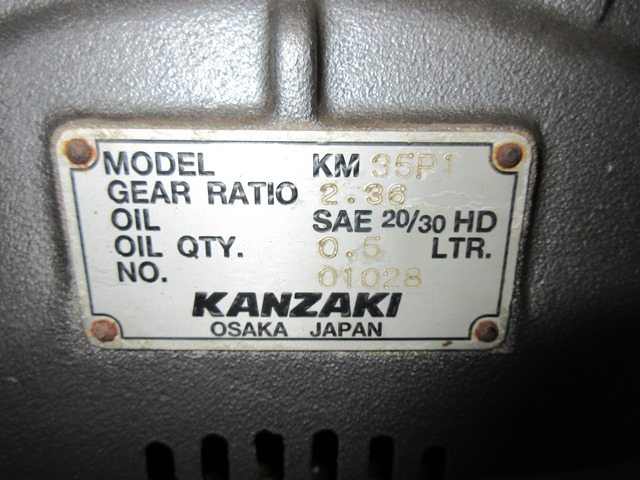 MODEL KM 35P1
GEAR RATIO 2.36
OIL SAE 20/30 HD
OIL QTY. 0.5 LTR.
NO. 01028
KANZAKI
OSAKA JAPAN